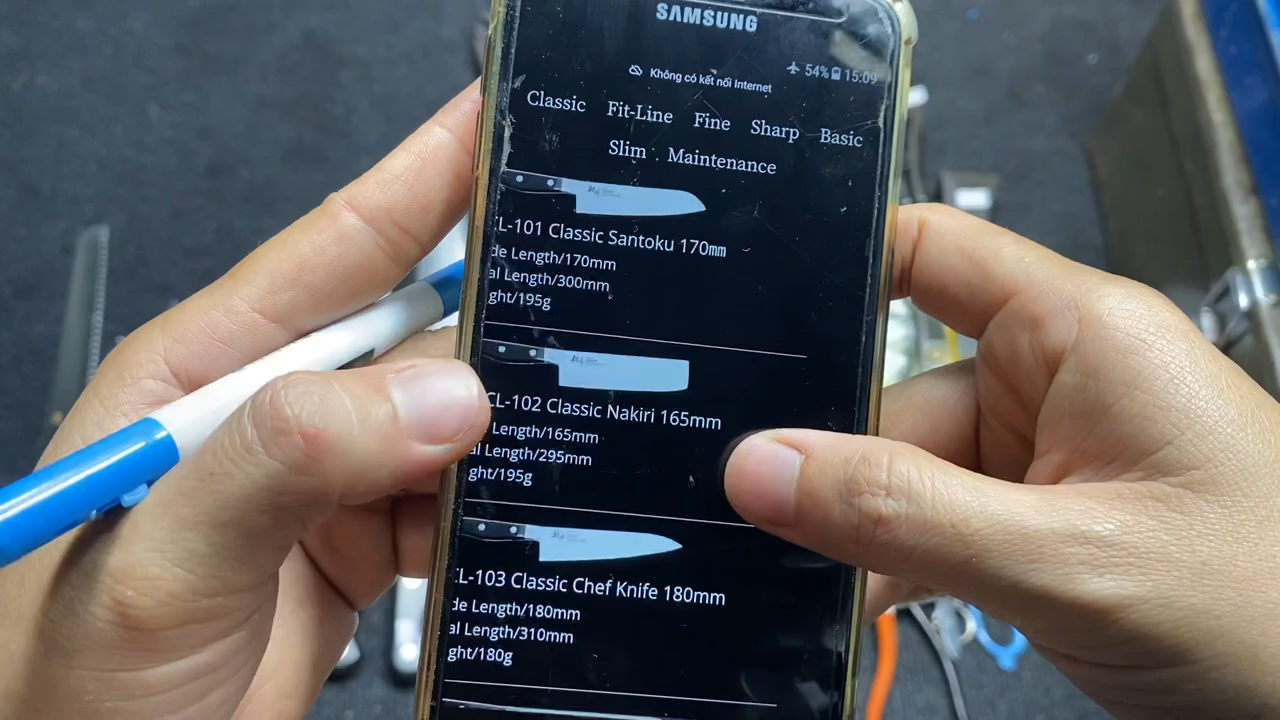 SAMSUNG
54% 15:09
Không có kết nối Internet
Classic Fit-Line Fine Sharp Basic
Slim Maintenance
CL-101 Classic Santoku 170mm
de Length/170mm
al Length/300mm
ght/195g
CL-102 Classic Nakiri 165mm
Length/165mm
al Length/295mm
ght/195g
CL-103 Classic Chef Knife 180mm
de Length/180mm
al Length/310mm
ght/180g